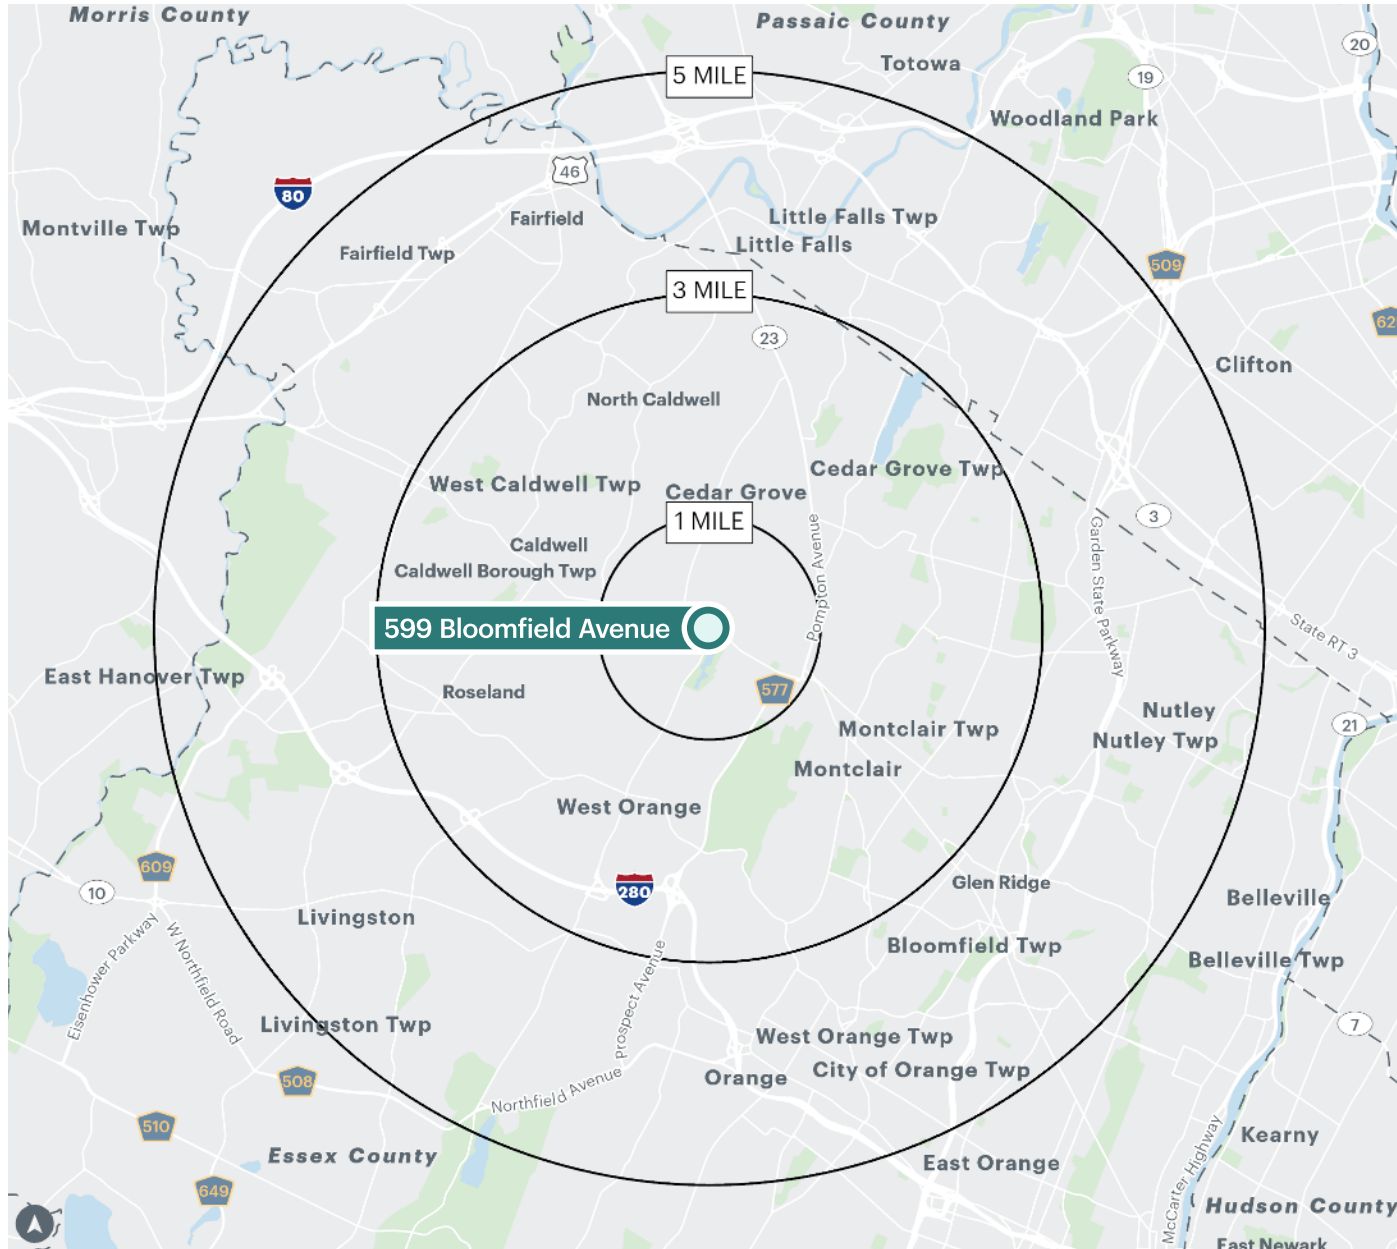 Morris County
Passaic County
20
Totowa
5 MILE
19
Woodland Park
46
80
Little Falls Twp
Fairfield
Montville Twp
Little Falls
Fairfield Twp
509
3 MILE
62
23
Clifton
North Caldwell
Cedar Grove Twp
West Caldwell Twp
Cedar Grove
3
1 MILE
Caldwell
Caldwell Borough Twp
Pompton Avenue
Garden State Parkway
599 Bloomfield Avenue
State RT 3
East Hanover Twp
Roseland
577
Nutley
21
Montclair Twp
Nutley Twp
Montclair
West Orange
609
280
Glen Ridge
10
Belleville
Livingston
Bloomfield Twp
Belleville Twp
Eisenhower Parkway
W Northfield Road
Prospect Avenue
Livingston Twp
7
West Orange Twp
City of Orange Twp
Orange
508
Northfield Avenue
510
Kearny
Essex County
East Orange
McCarter Highway
649
Hudson County
East Newark